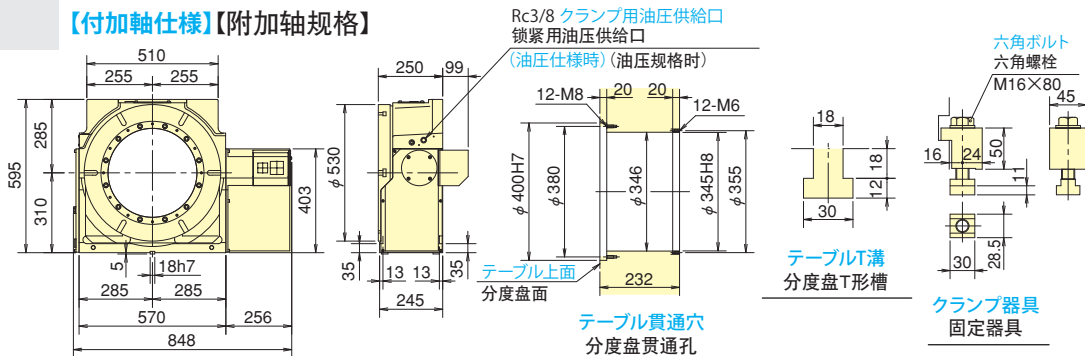 【付加軸仕様】【附加轴规格】
Rc3/8 クランプ用油圧供給口
锁紧用油压供给口
(油圧仕様時) (油压规格时)
510
255
255
285
595
310
403
5
18h7
285
285
570
256
848
250
99
φ530
35
13
13
35
245
20
20
12-M8
12-M6
φ400H7
φ380
φ346
φ345H8
φ355
232
テーブル上面
分度盘面
テーブル貫通穴
分度盘贯通孔
18
18
12
30
テーブルT溝
分度盘T形槽
六角ボルト
六角螺栓
M16×80
45
16
24
50
11
30
28.5
クランプ器具
固定器具